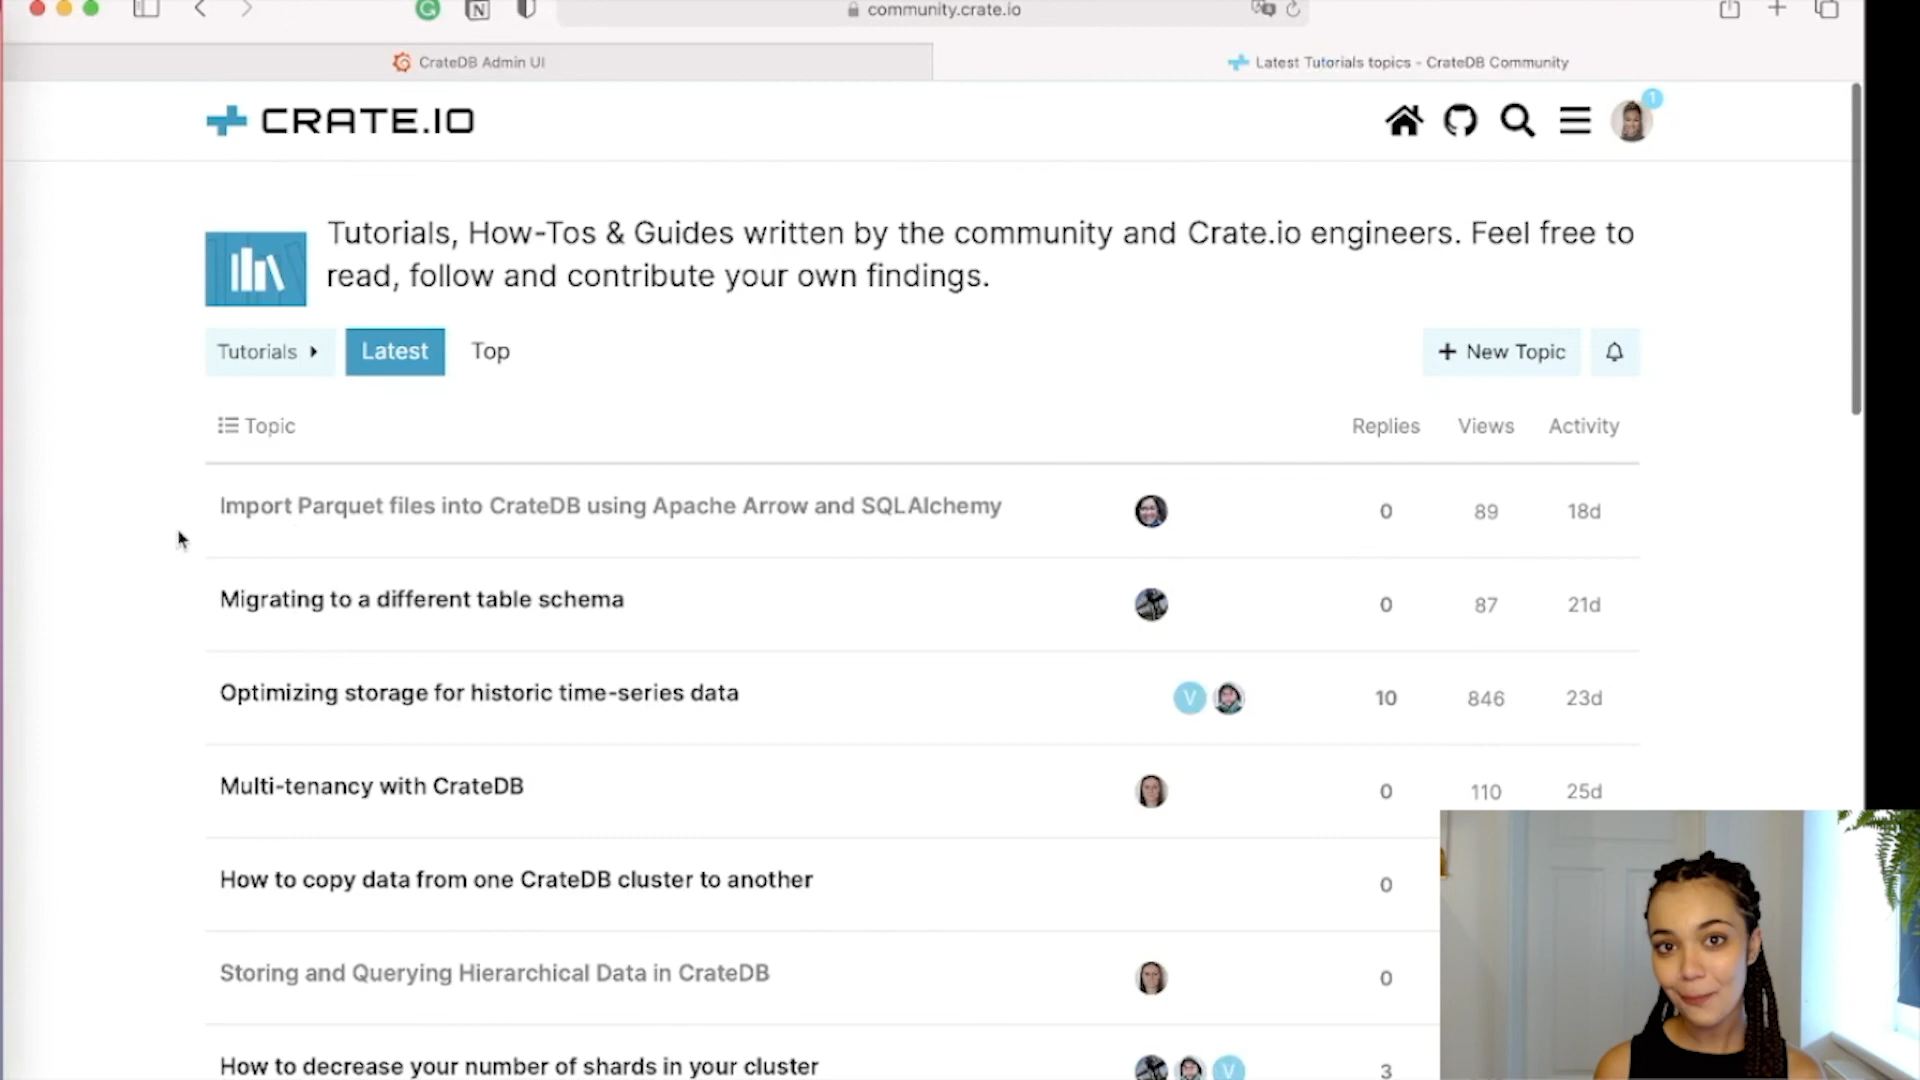 community.crate.io
CrateDB Admin UI
Latest Tutorials topics - CrateDB Community
CRATE.IO
1
Tutorials, How-Tos & Guides written by the community and Crate.io engineers. Feel free to
read, follow and contribute your own findings.
Tutorials
Latest
Top
+ New Topic
Topic
Replies
Views
Activity
Import Parquet files into CrateDB using Apache Arrow and SQLAlchemy
0
89
18d
Migrating to a different table schema
0
87
21d
Optimizing storage for historic time-series data
V
10
846
23d
Multi-tenancy with CrateDB
0
110
25d
How to copy data from one CrateDB cluster to another
0
Storing and Querying Hierarchical Data in CrateDB
0
How to decrease your number of shards in your cluster
V
3